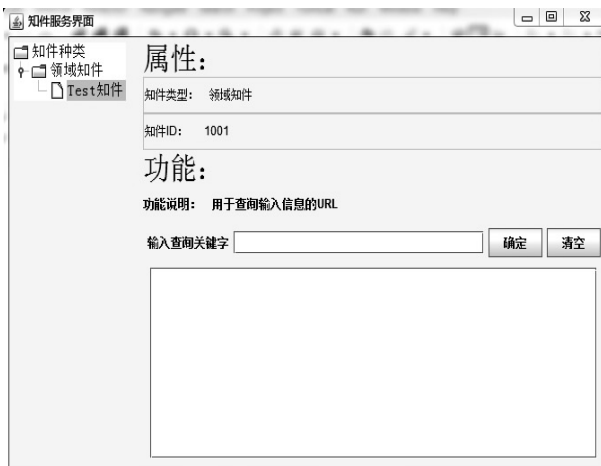 知件服务界面
知件种类
领域知件
Test知件
属性：
知件类型： 领域知件
知件ID： 1001
功能：
功能说明： 用于查询输入信息的URL
输入查询关键字 确定 清空